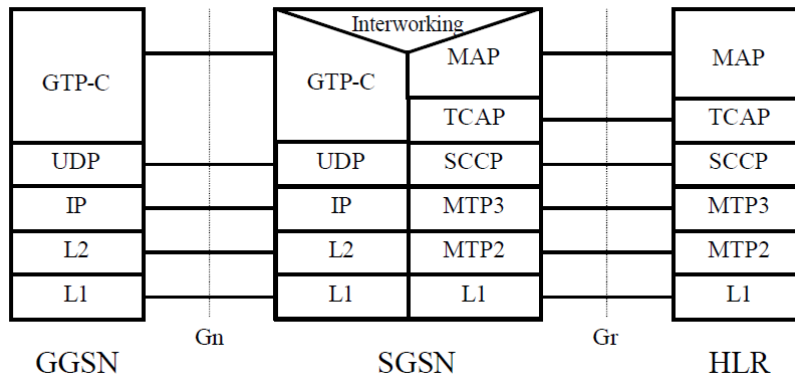 Interworking
GTP-C GTP-C MAP MAP
TCAP TCAP
UDP UDP SCCP SCCP
IP IP MTP3 MTP3
L2 L2 MTP2 MTP2
L1 L1 L1 L1
Gn Gr
GGSN SGSN HLR